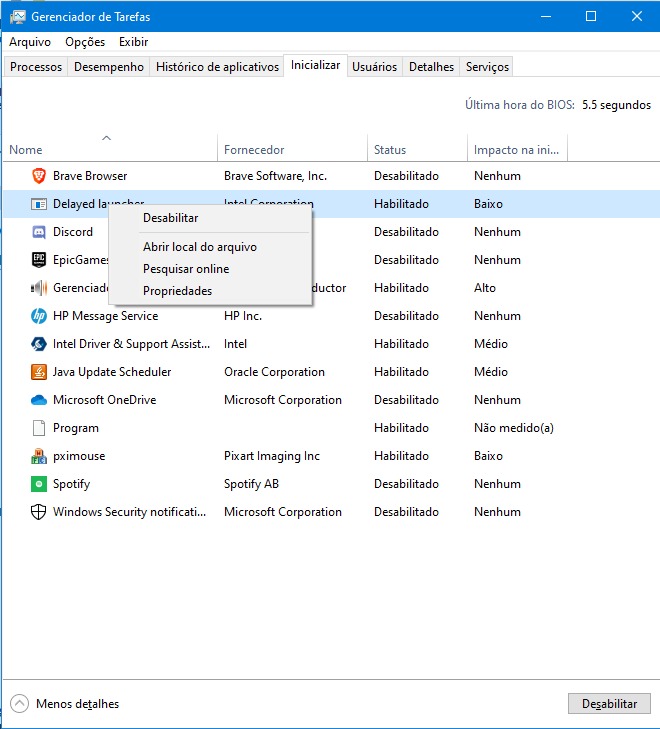 Gerenciador de Tarefas
Arquivo Opções Exibir
Processos Desempenho Histórico de aplicativos Inicializar Usuários Detalhes Serviços
Última hora do BIOS: 5.5 segundos
Nome Fornecedor Status Impacto na ini...
Brave Browser Brave Software, Inc. Desabilitado Nenhum
Delayed launcher Intel Corporation Habilitado Baixo
Desabilitar
Discord Desabilitado Nenhum
Abrir local do arquivo
EpicGames Desabilitado Nenhum
Pesquisar online
Gerenciad ductor Habilitado Alto
Propriedades
HP Message Service HP Inc. Desabilitado Nenhum
Intel Driver & Support Assist... Intel Habilitado Médio
Java Update Scheduler Oracle Corporation Habilitado Médio
Microsoft OneDrive Microsoft Corporation Desabilitado Nenhum
Program Habilitado Não medido(a)
pximouse Pixart Imaging Inc Habilitado Baixo
Spotify Spotify AB Desabilitado Nenhum
Windows Security notificati... Microsoft Corporation Desabilitado Nenhum
Menos detalhes Desabilitar